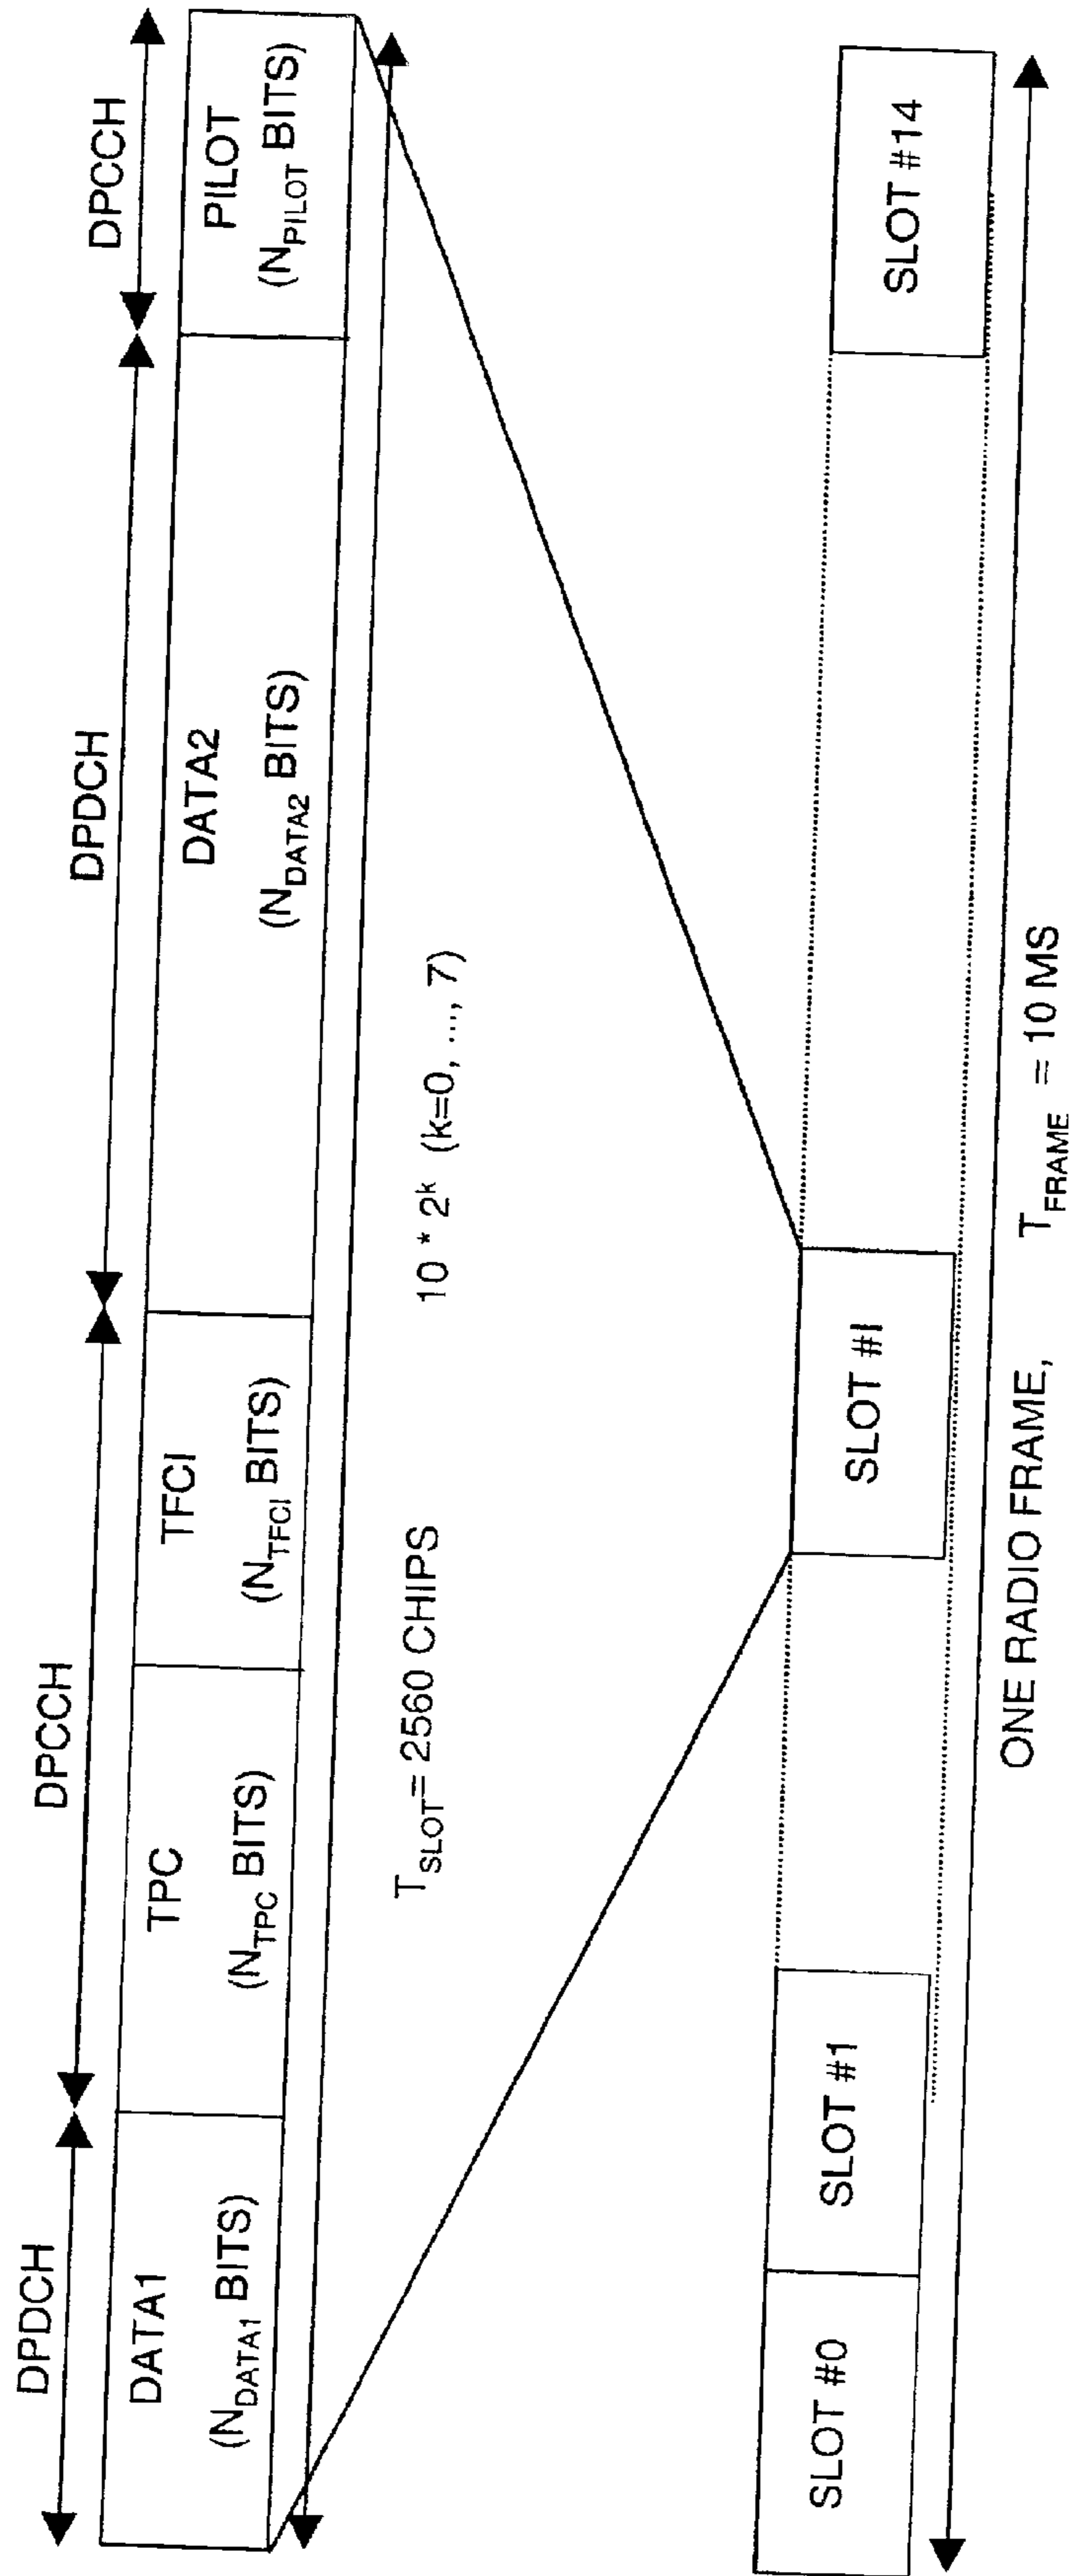 DPDCH
DPCCH
DPDCH
DPCCH
DATA1
(N_DATA1 BITS)
TPC
(N_TPC BITS)
TFCI
(N_TFCI BITS)
DATA2
(N_DATA2 BITS)
PILOT
(N_PILOT BITS)
T_SLOT = 2560 CHIPS
10 * 2^k (k=0, ..., 7)
SLOT #0
SLOT #1
SLOT #I
SLOT #14
ONE RADIO FRAME, T_FRAME = 10 MS